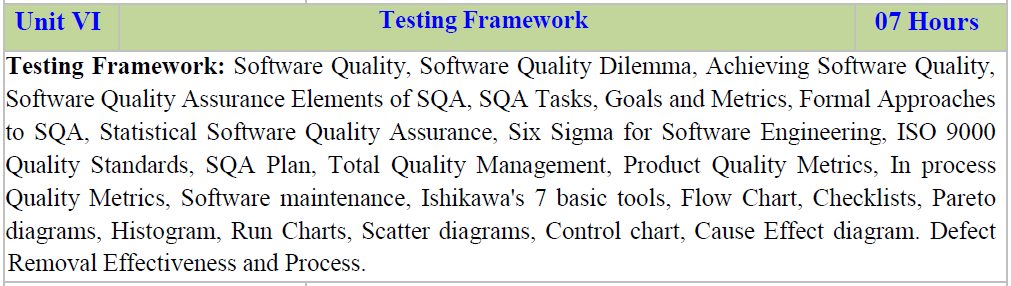 Unit VI Testing Framework 07 Hours
Testing Framework: Software Quality, Software Quality Dilemma, Achieving Software Quality,
Software Quality Assurance Elements of SQA, SQA Tasks, Goals and Metrics, Formal Approaches
to SQA, Statistical Software Quality Assurance, Six Sigma for Software Engineering, ISO 9000
Quality Standards, SQA Plan, Total Quality Management, Product Quality Metrics, In process
Quality Metrics, Software maintenance, Ishikawa's 7 basic tools, Flow Chart, Checklists, Pareto
diagrams, Histogram, Run Charts, Scatter diagrams, Control chart, Cause Effect diagram. Defect
Removal Effectiveness and Process.